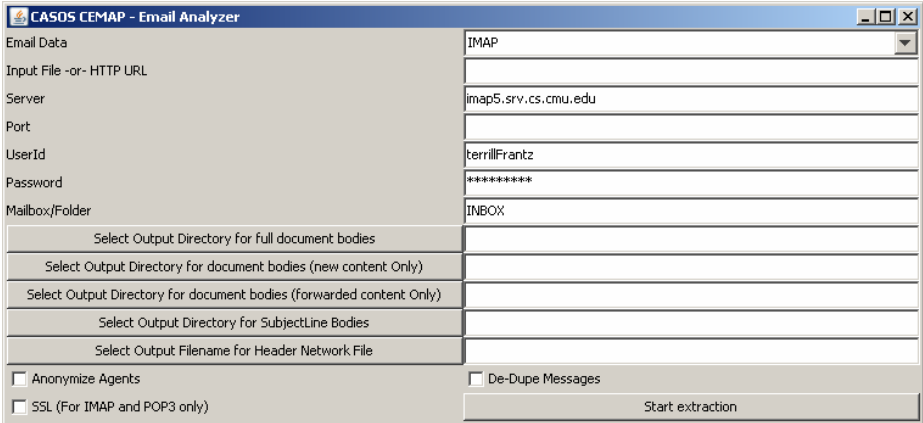 CASOS CEMAP - Email Analyzer
Email Data IMAP
Input File -or- HTTP URL
Server imap5.srv.cs.cmu.edu
Port
UserId terrillFrantz
Password *********
Mailbox/Folder INBOX
Select Output Directory for full document bodies
Select Output Directory for document bodies (new content Only)
Select Output Directory for document bodies (forwarded content Only)
Select Output Directory for SubjectLine Bodies
Select Output Filename for Header Network File
Anonymize Agents De-Dupe Messages
SSL (For IMAP and POP3 only) Start extraction